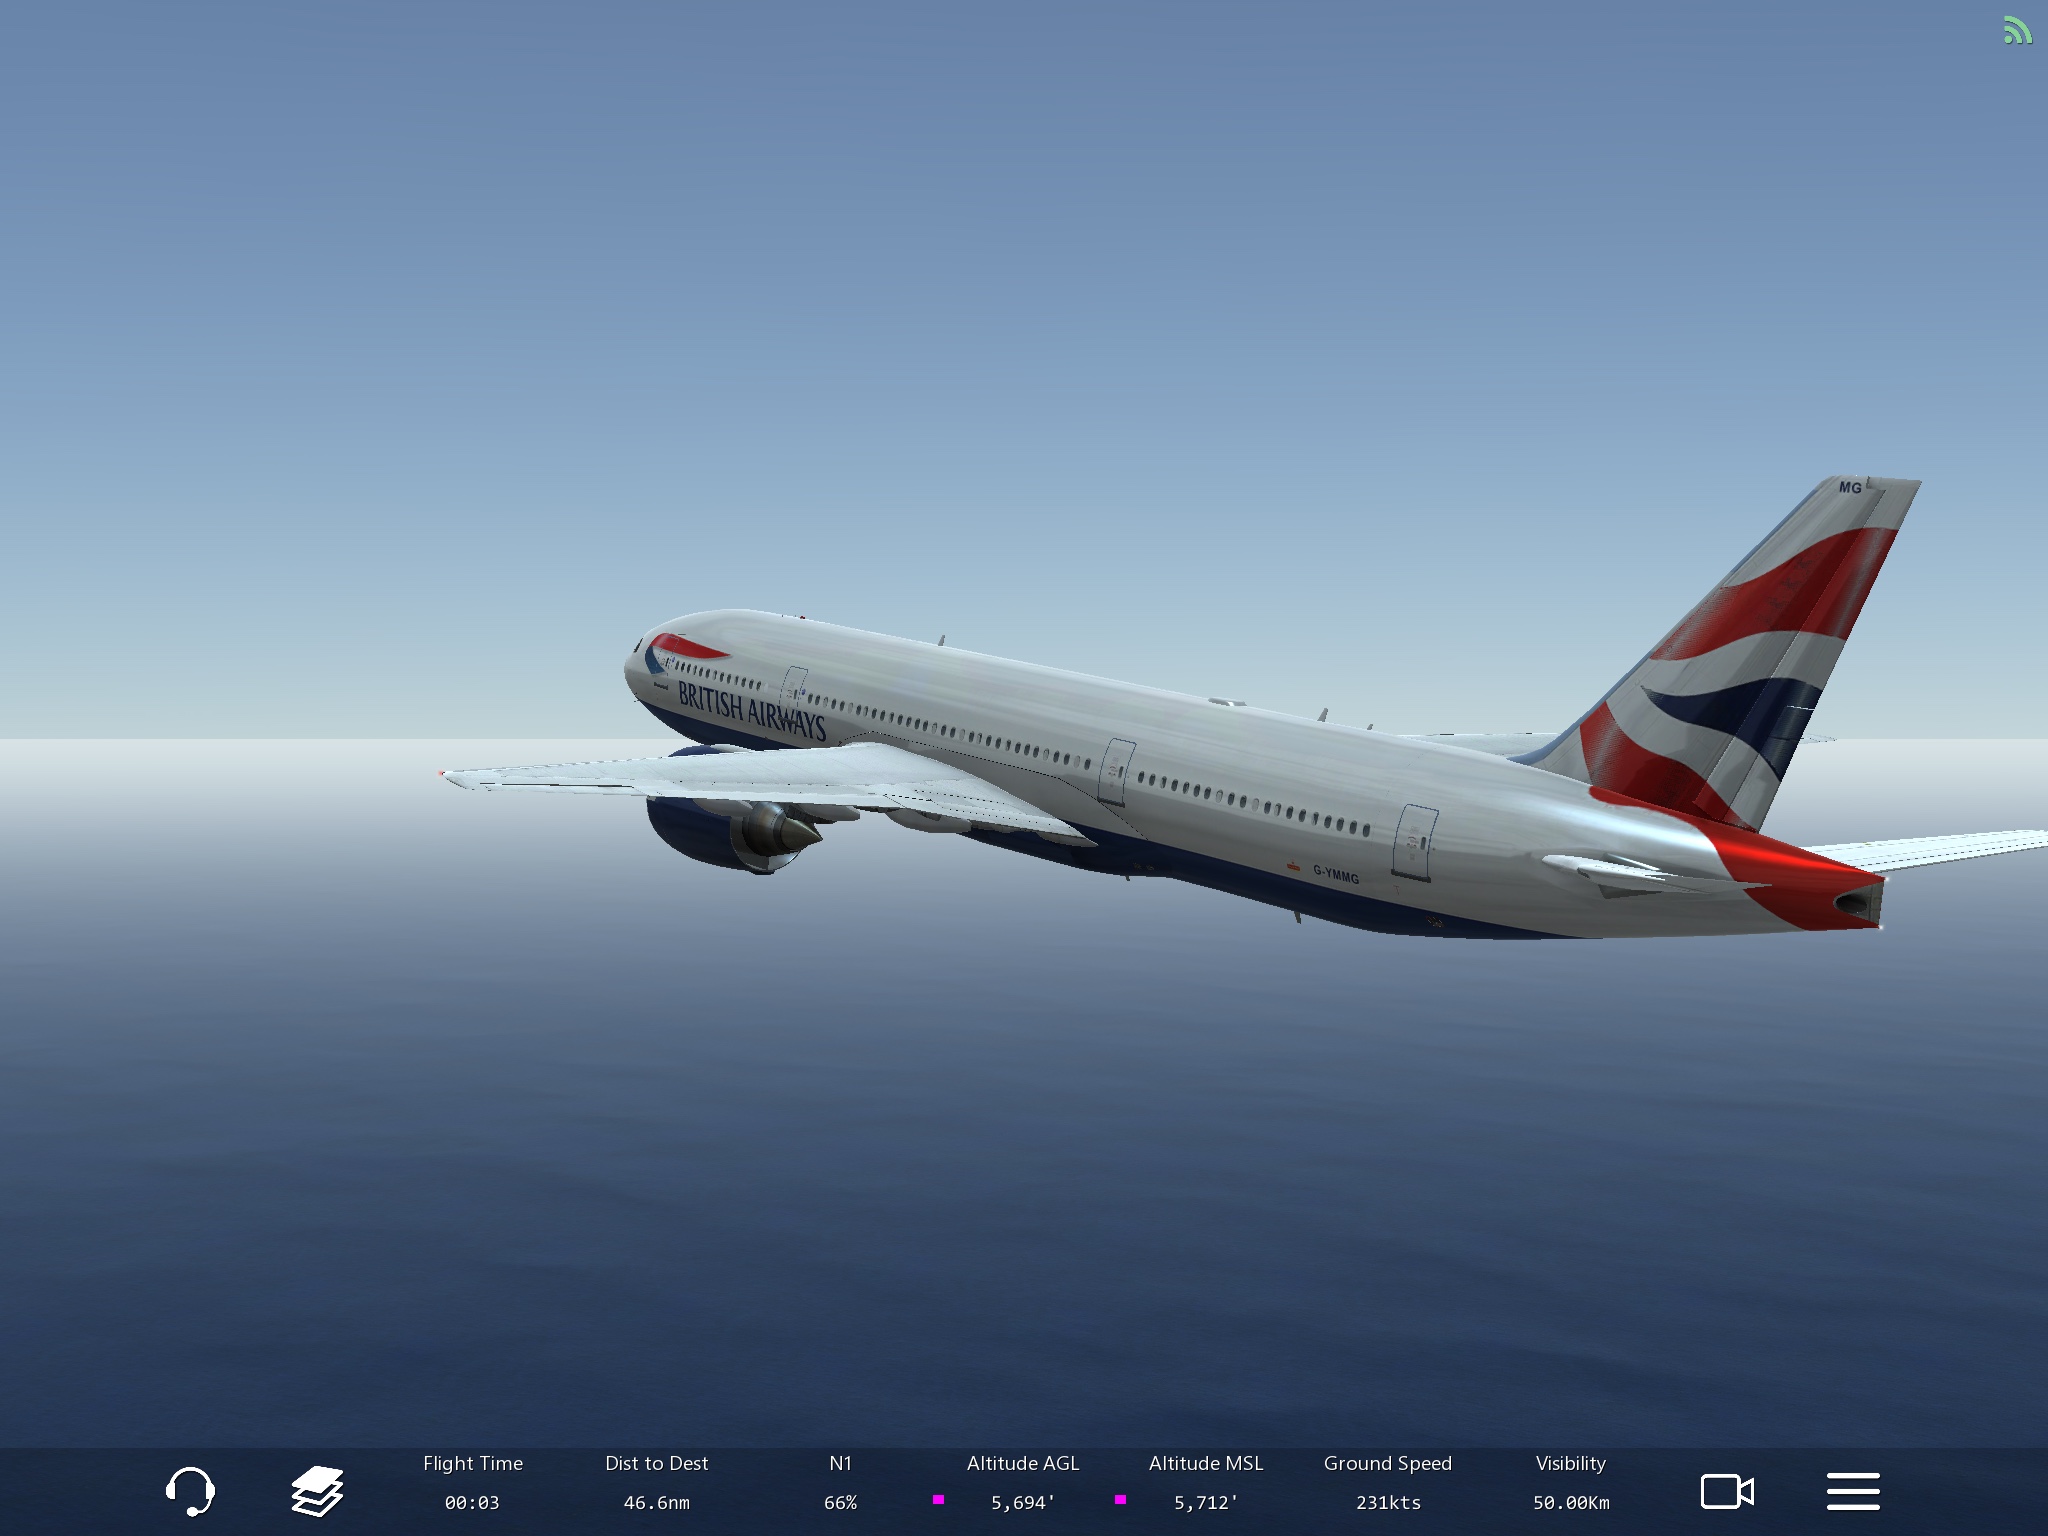 MG
BRITISH AIRWAYS
G-YMMG
Flight Time
00:03
Dist to Dest
46.6nm
N1
66%
Altitude AGL
5,694'
Altitude MSL
5,712'
Ground Speed
231kts
Visibility
50.00Km